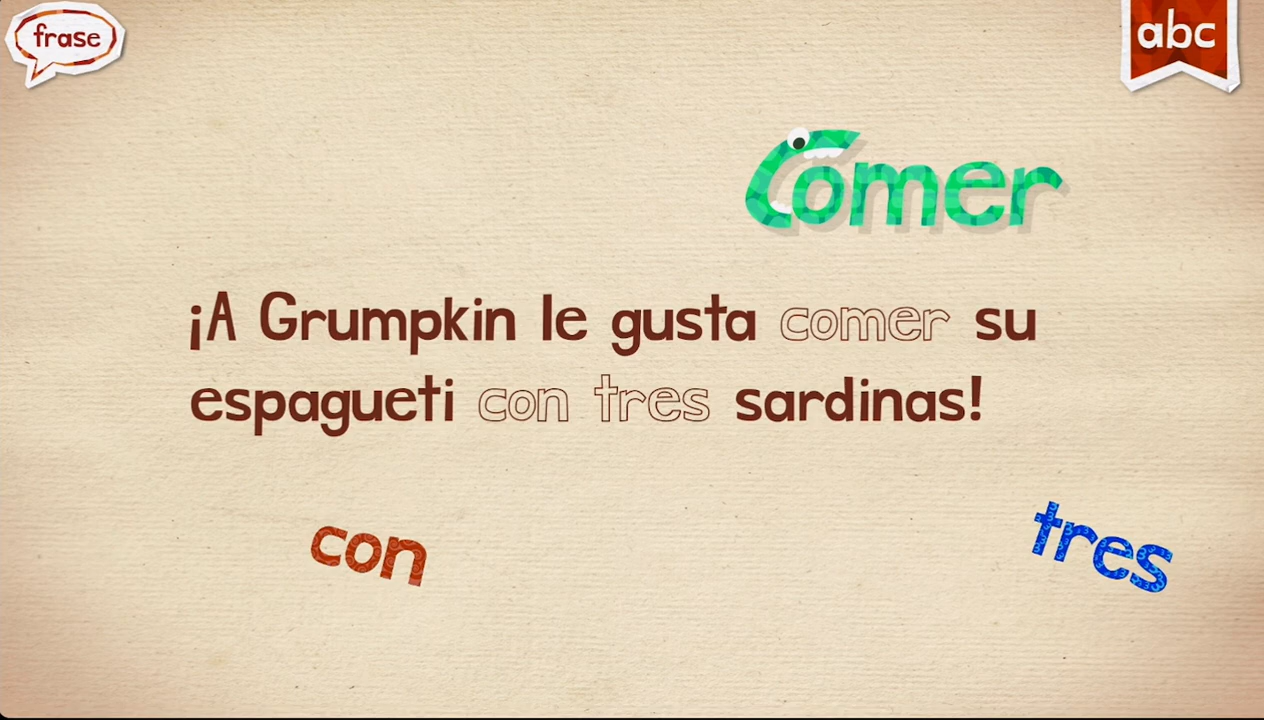 frase
abc
Comer
¡A Grumpkin le gusta comer su
espagueti con tres sardinas!
con
tres